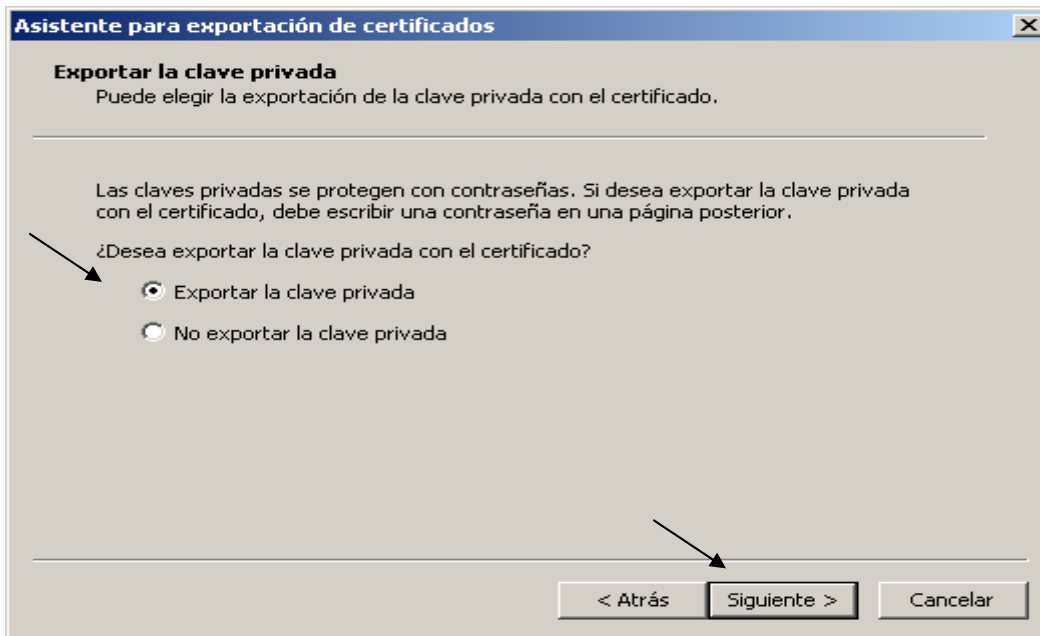 Asistente para exportación de certificados
Exportar la clave privada
Puede elegir la exportación de la clave privada con el certificado.
Las claves privadas se protegen con contraseñas. Si desea exportar la clave privada
con el certificado, debe escribir una contraseña en una página posterior.
¿Desea exportar la clave privada con el certificado?
Exportar la clave privada
No exportar la clave privada
< Atrás Siguiente > Cancelar